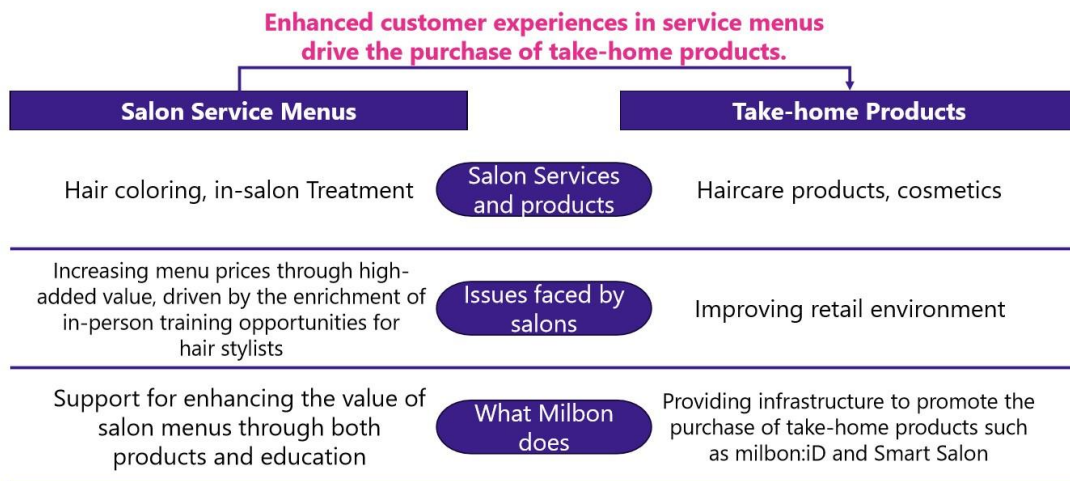 Enhanced customer experiences in service menus
drive the purchase of take-home products.
Salon Service Menus
Take-home Products
Hair coloring, in-salon Treatment
Salon Services
and products
Haircare products, cosmetics
Increasing menu prices through high-
added value, driven by the enrichment of
in-person training opportunities for
hair stylists
Issues faced by
salons
Improving retail environment
Support for enhancing the value of
salon menus through both
products and education
What Milbon
does
Providing infrastructure to promote the
purchase of take-home products such
as milbon:iD and Smart Salon